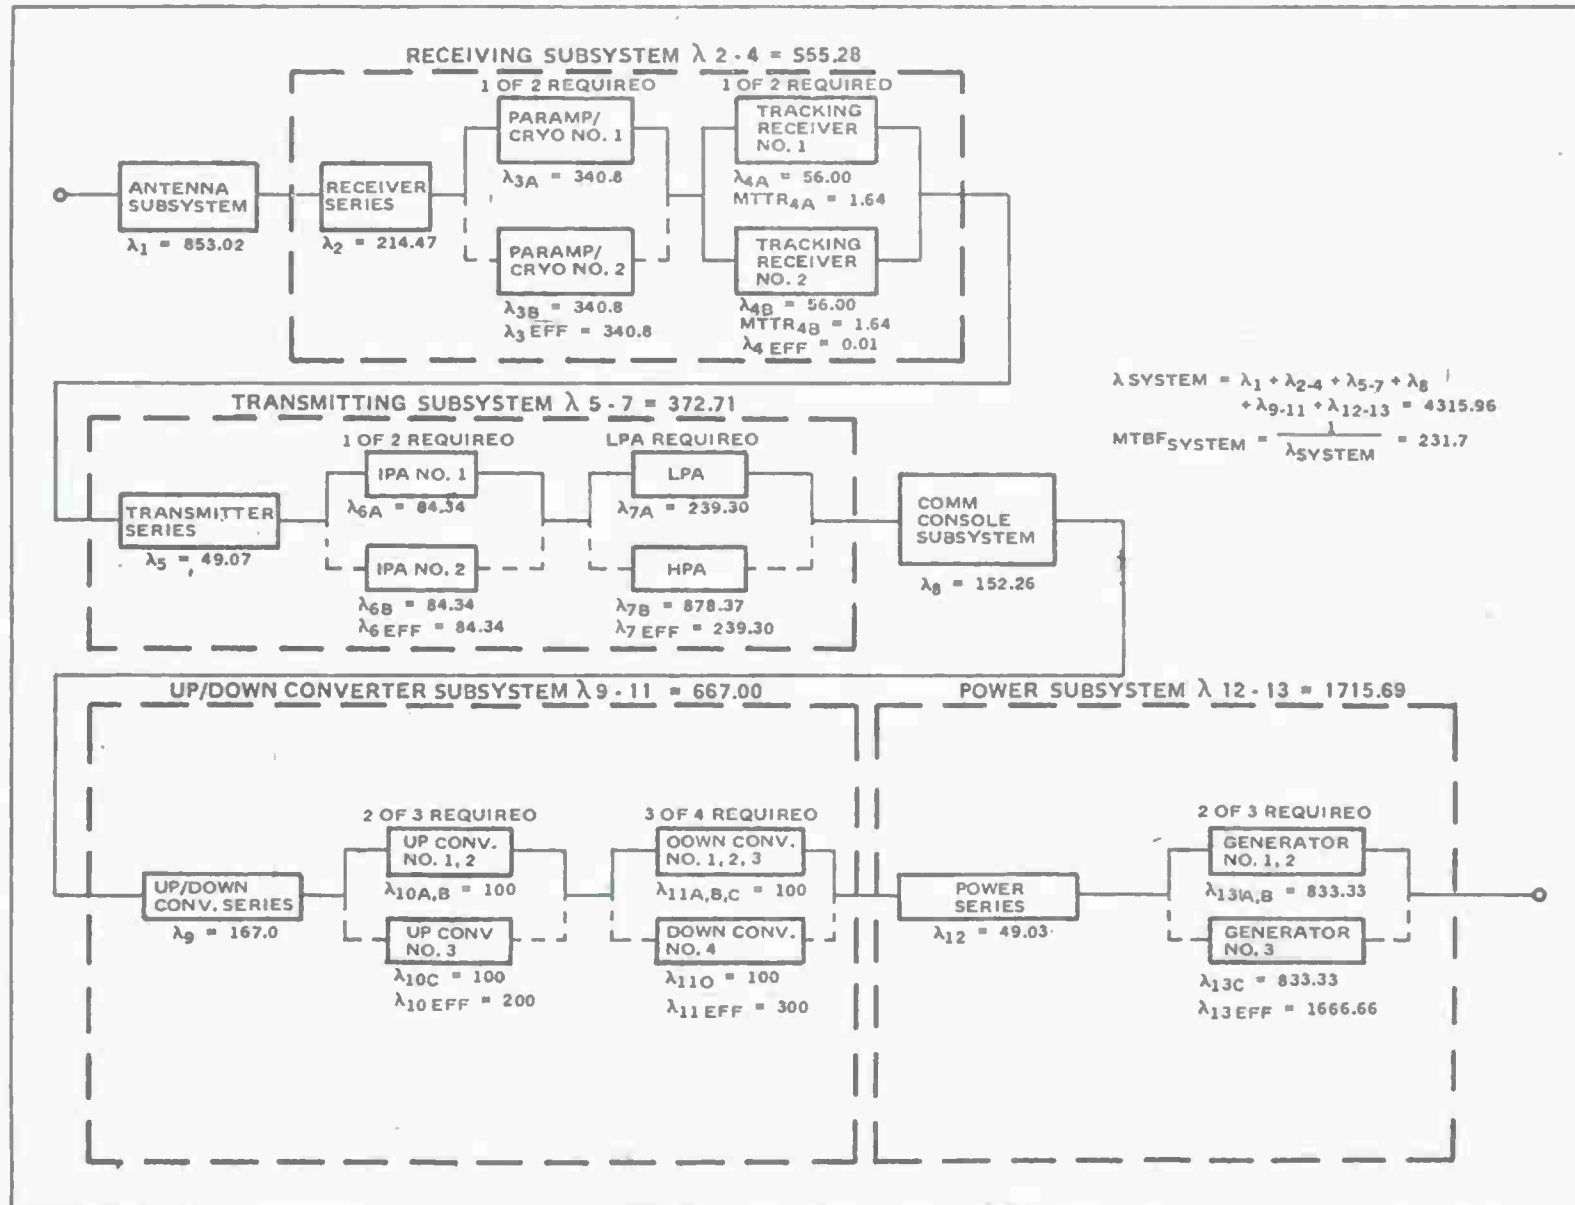 RECEIVING SUBSYSTEM λ 2 - 4 = 555.28
1 OF 2 REQUIREO
1 OF 2 REQUIRED
PARAMP/
CRYO NO. 1
TRACKING
RECEIVER
NO. 1
ANTENNA
SUBSYSTEM
RECEIVER
SERIES
λ3A = 340.8
λ4A = 56.00
MTTR4A = 1.64
λ1 = 853.02
λ2 = 214.47
PARAMP/
CRYO NO. 2
TRACKING
RECEIVER
NO. 2
λ3B = 340.8
λ3 EFF = 340.8
λ4B = 56.00
MTTR4B = 1.64
λ4 EFF = 0.01
λ SYSTEM = λ1 + λ2-4 + λ5-7 + λ8
+ λ9-11 + λ12-13 = 4315.96
MTBFSYSTEM = 1/λSYSTEM = 231.7
TRANSMITTING SUBSYSTEM λ 5 - 7 = 372.71
1 OF 2 REQUIREO
LPA REQUIREO
IPA NO. 1
LPA
λ6A = 84.34
λ7A = 239.30
TRANSMITTER
SERIES
COMM
CONSOLE
SUBSYSTEM
λ5 = 49.07
IPA NO. 2
HPA
λ8 = 152.26
λ6B = 84.34
λ6 EFF = 84.34
λ7B = 878.37
λ7 EFF = 239.30
UP/DOWN CONVERTER SUBSYSTEM λ 9 - 11 = 667.00
POWER SUBSYSTEM λ 12 - 13 = 1715.69
2 OF 3 REQUIREO
3 OF 4 REQUIREO
2 OF 3 REQUIREO
UP CONV.
NO. 1, 2
OOWN CONV.
NO. 1, 2, 3
GENERATOR
NO. 1, 2
UP/DOWN
CONV. SERIES
λ10A,B = 100
λ11A,B,C = 100
POWER
SERIES
λ13A,B = 833.33
λ9 = 167.0
UP CONV
NO. 3
DOWN CONV.
NO. 4
λ12 = 49.03
GENERATOR
NO. 3
λ10C = 100
λ10 EFF = 200
λ11O = 100
λ11 EFF = 300
λ13C = 833.33
λ13 EFF = 1666.66